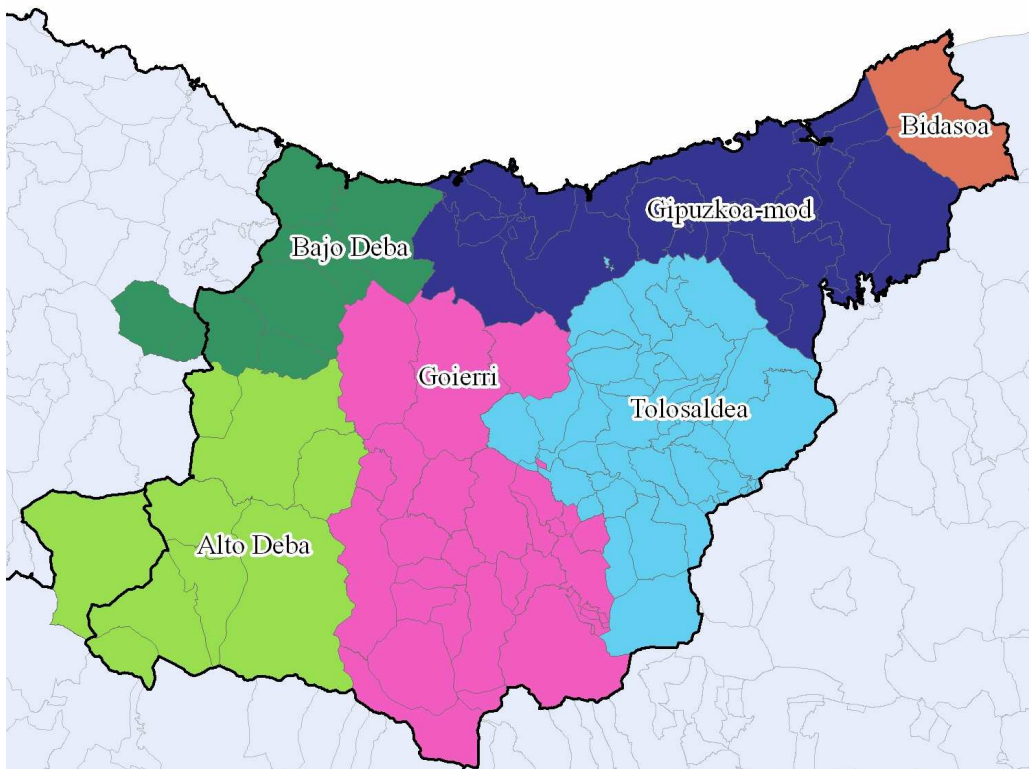 Bidasoa
Gipuzkoa-mod
Bajo Deba
Goierri
Tolosaldea
Alto Deba